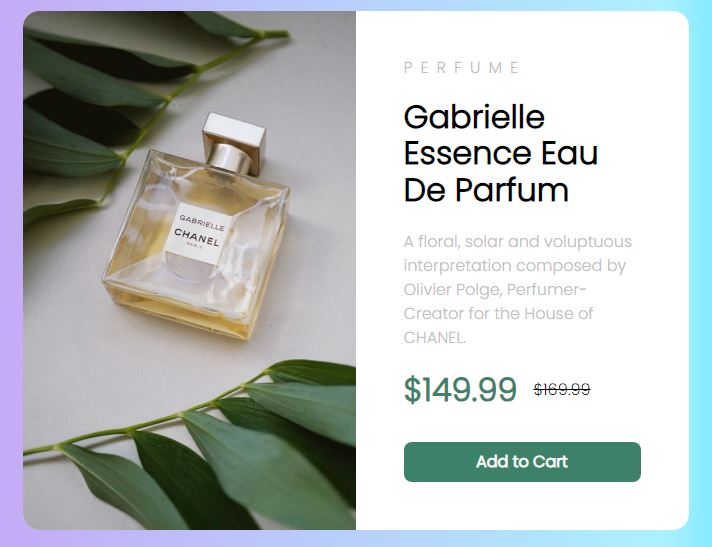 GABRIELLE
CHANEL
PARIS
PERFUME
Gabrielle
Essence Eau
De Parfum
A floral, solar and voluptuous
interpretation composed by
Olivier Polge, Perfumer-
Creator for the House of
CHANEL.
$149.99 $169.99
Add to Cart